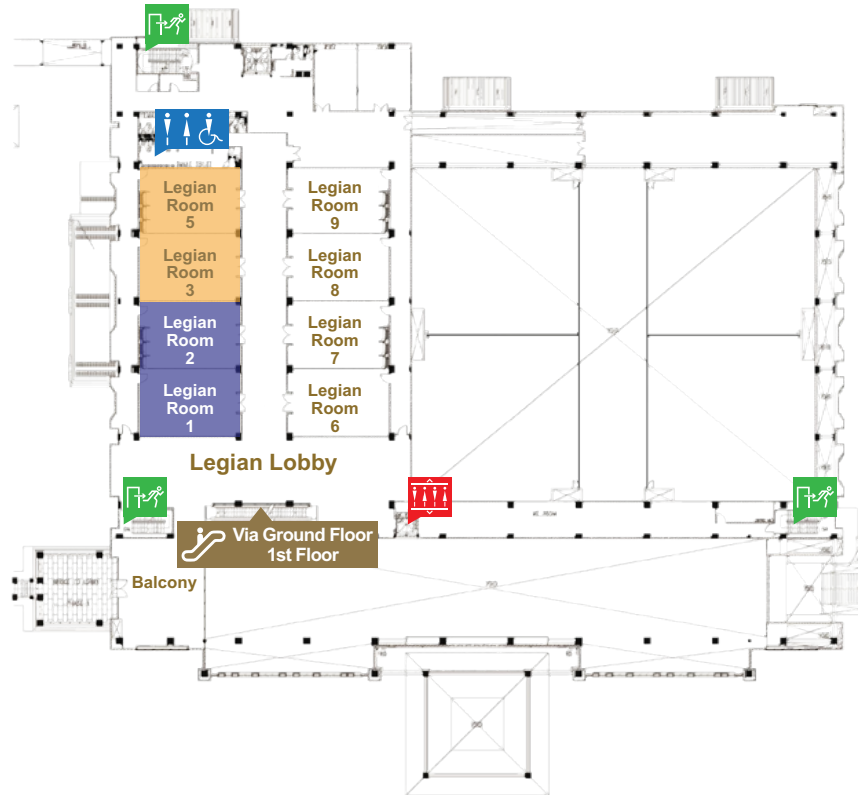 Legian
Room
5
Legian
Room
9
Legian
Room
3
Legian
Room
8
Legian
Room
2
Legian
Room
7
Legian
Room
1
Legian
Room
6
Legian Lobby
Via Ground Floor
1st Floor
Balcony